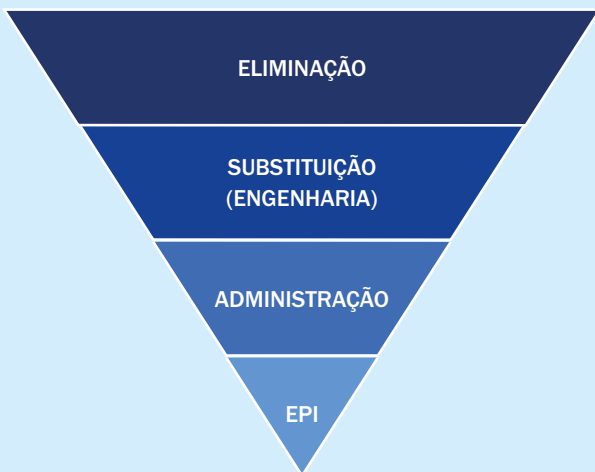 ELIMINAÇÃO
SUBSTITUIÇÃO
(ENGENHARIA)
ADMINISTRAÇÃO
EPI